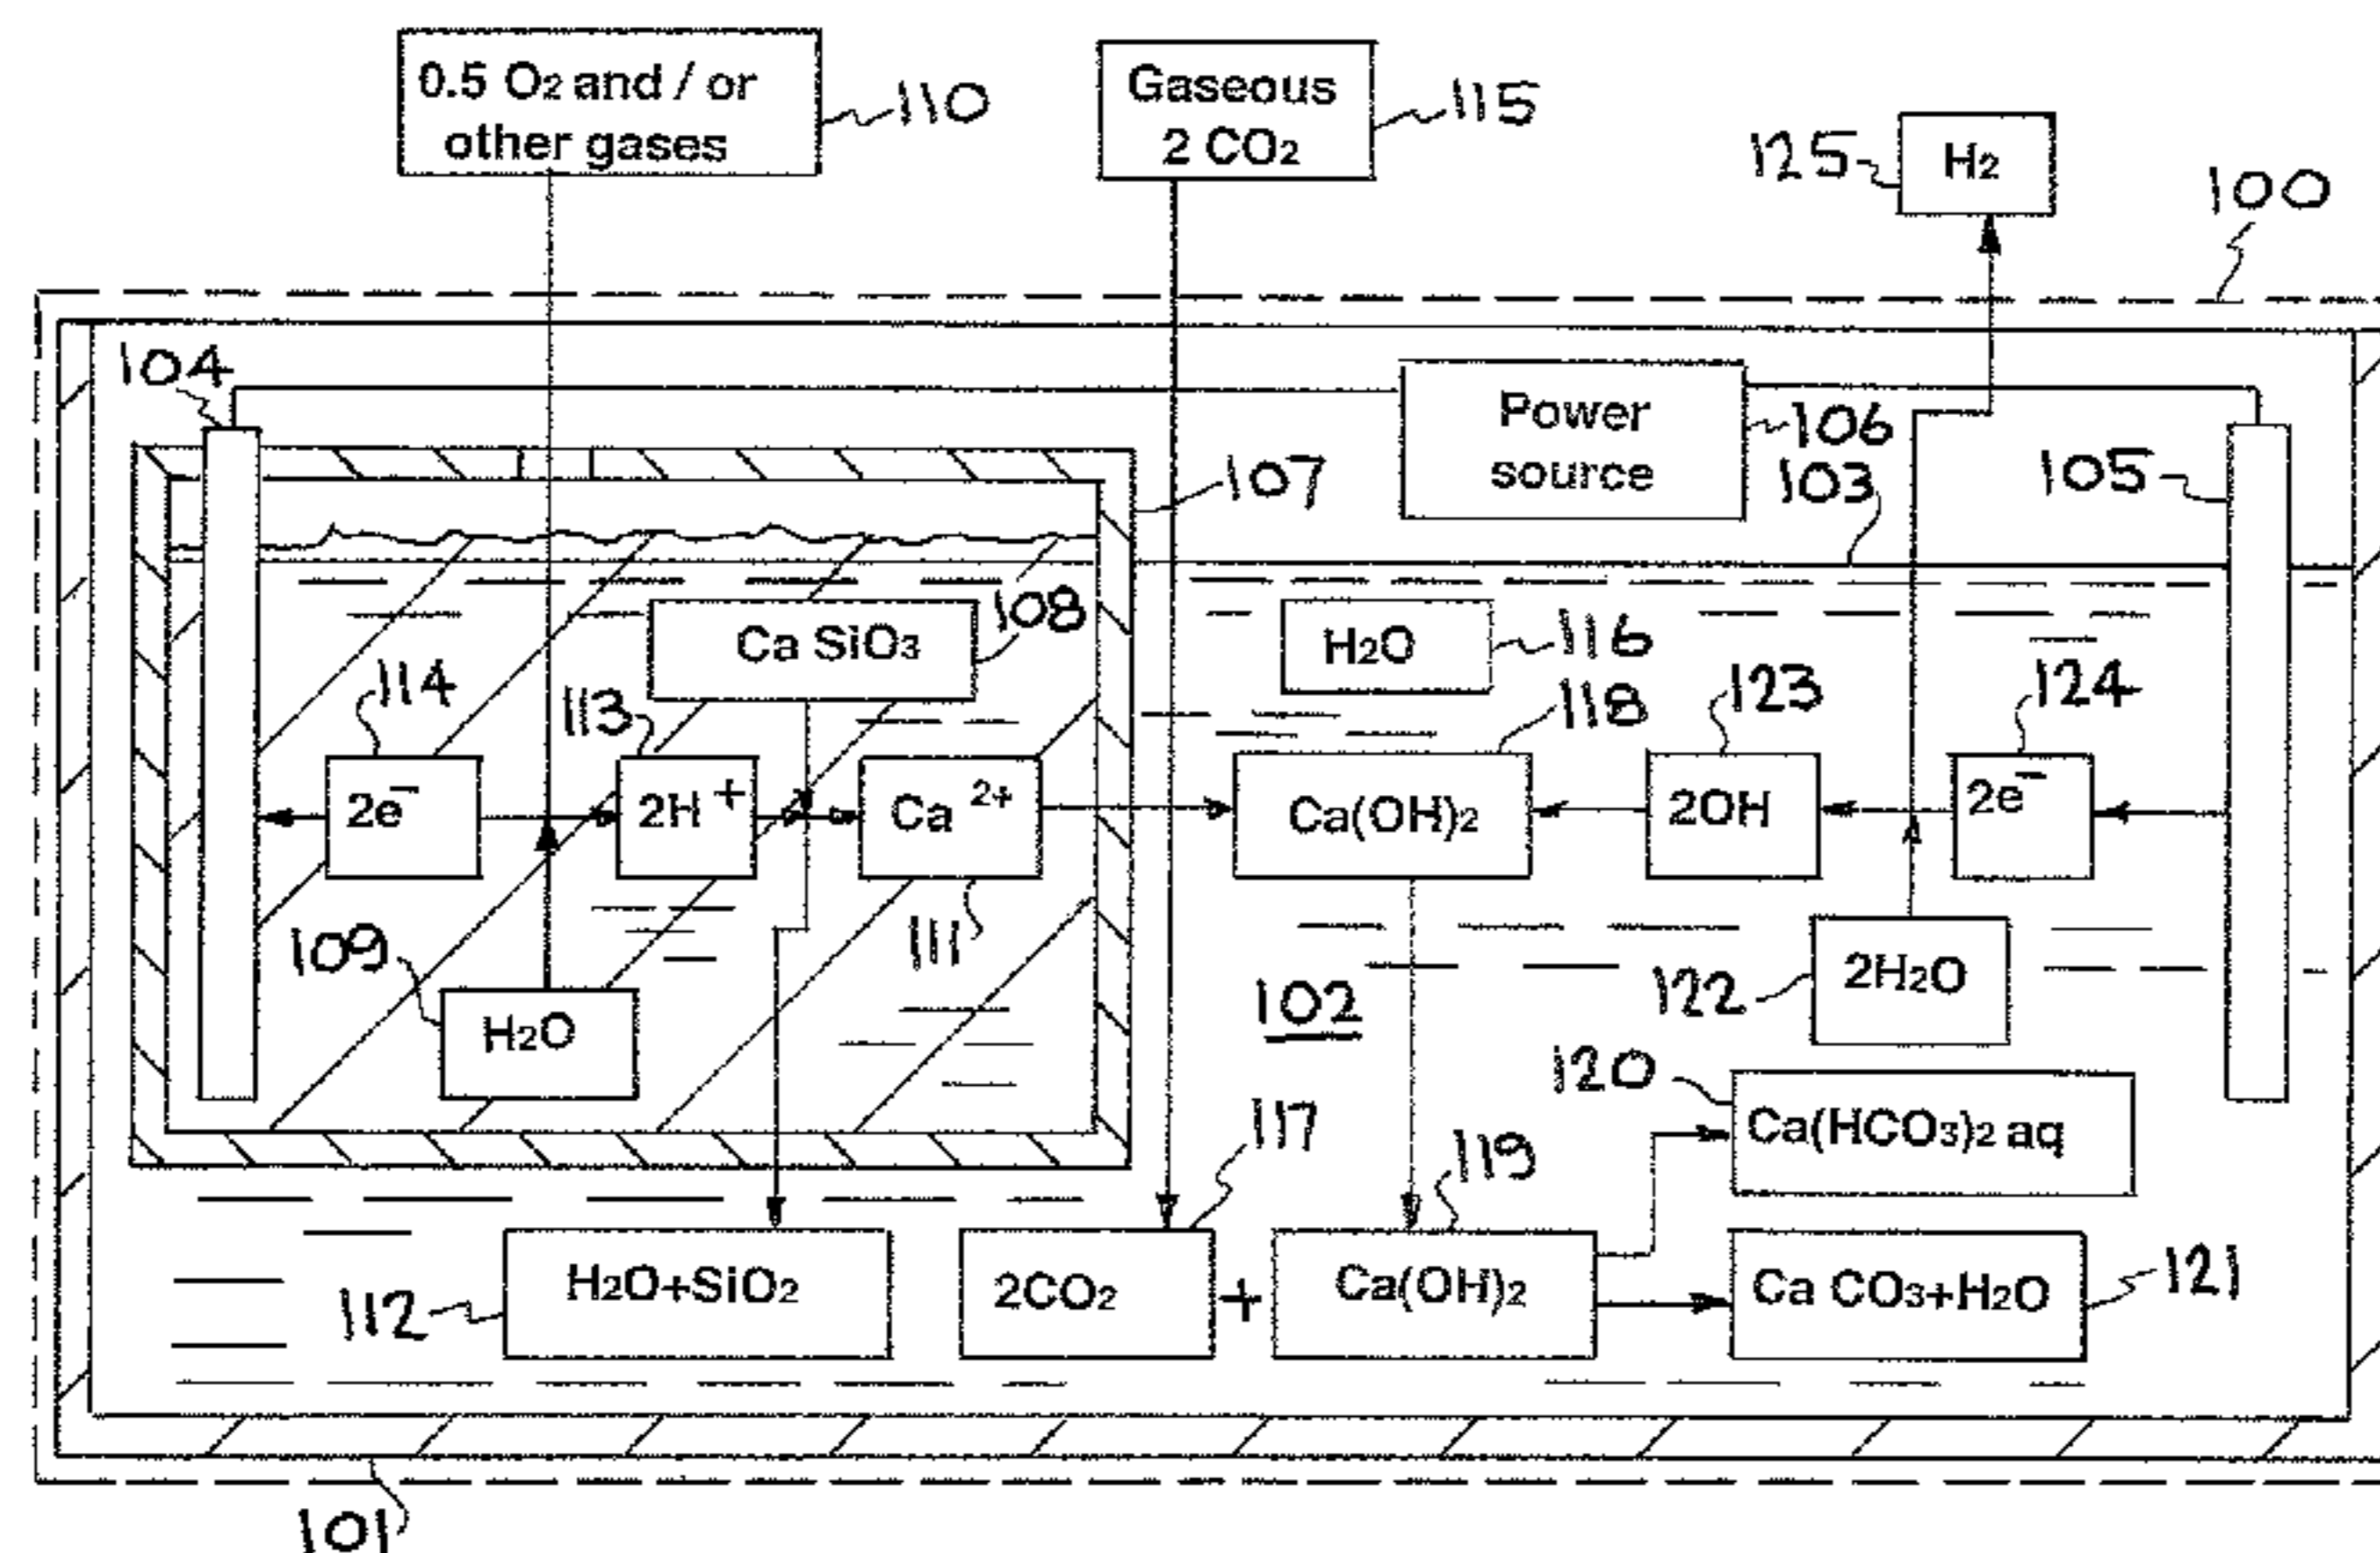 0.5 O₂ and / or
other gases
110
Gaseous
2 CO₂
115
125
H₂
100
104
Power
source
106
107
103
105
Ca SiO₃
108
H₂O
116
114
113
118
123
124
2e⁻
2H⁺
Ca ²⁺
Ca(OH)₂
2OH
2e⁻
109
111
H₂O
102
122
2H₂O
120
Ca(HCO₃)₂ aq
117
119
112
H₂O+SiO₂
2CO₂
+
Ca(OH)₂
Ca CO₃+H₂O
121
101